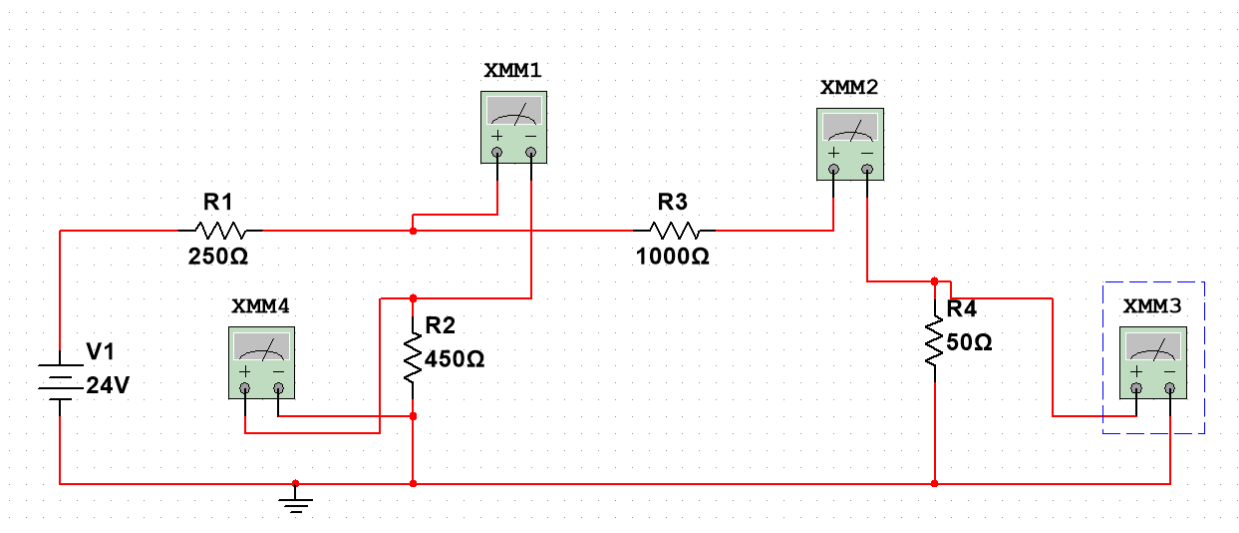 XMM1
+ −
XMM2
+ −
R1
250Ω
R3
1000Ω
XMM4
+ −
R2
450Ω
R4
50Ω
XMM3
+ −
V1
24V